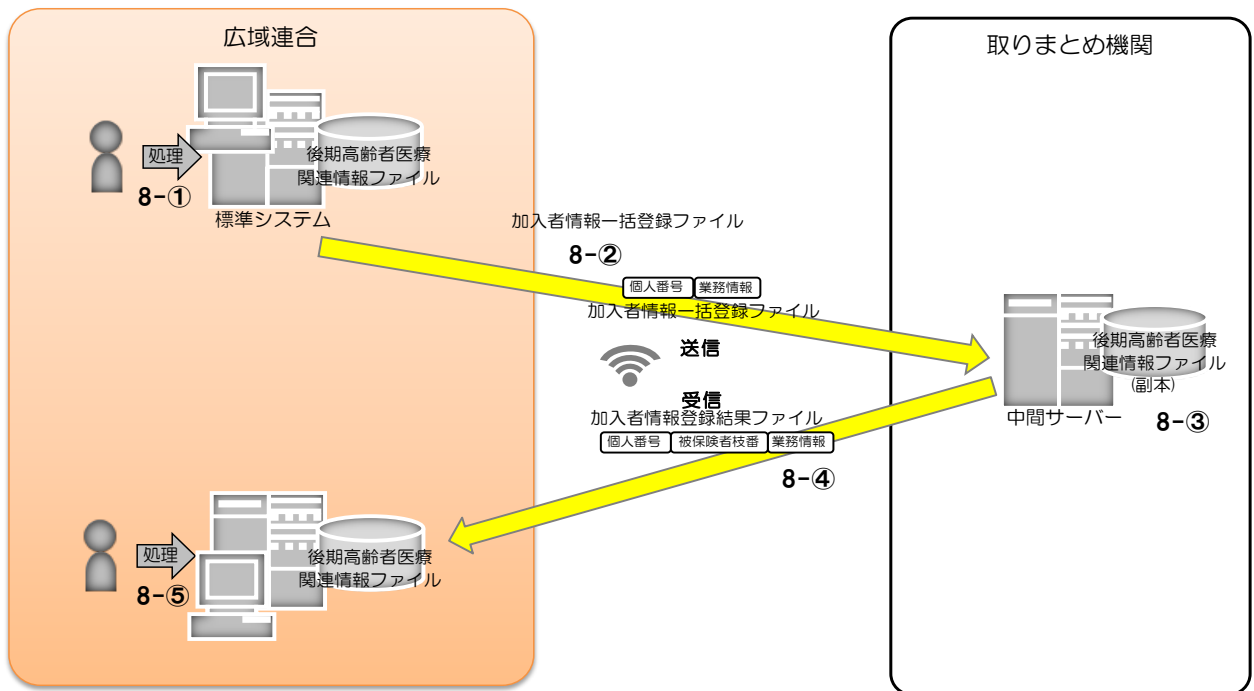 広域連合
取りまとめ機関
処理
8-①
後期高齢者医療
関連情報ファイル
標準システム
加入者情報一括登録ファイル
8-②
個人番号 業務情報
加入者情報一括登録ファイル
送信
後期高齢者医療
関連情報ファイル
(副本)
中間サーバー
8-③
受信
加入者情報登録結果ファイル
個人番号 被保険者枝番 業務情報
8-④
処理
8-⑤
後期高齢者医療
関連情報ファイル